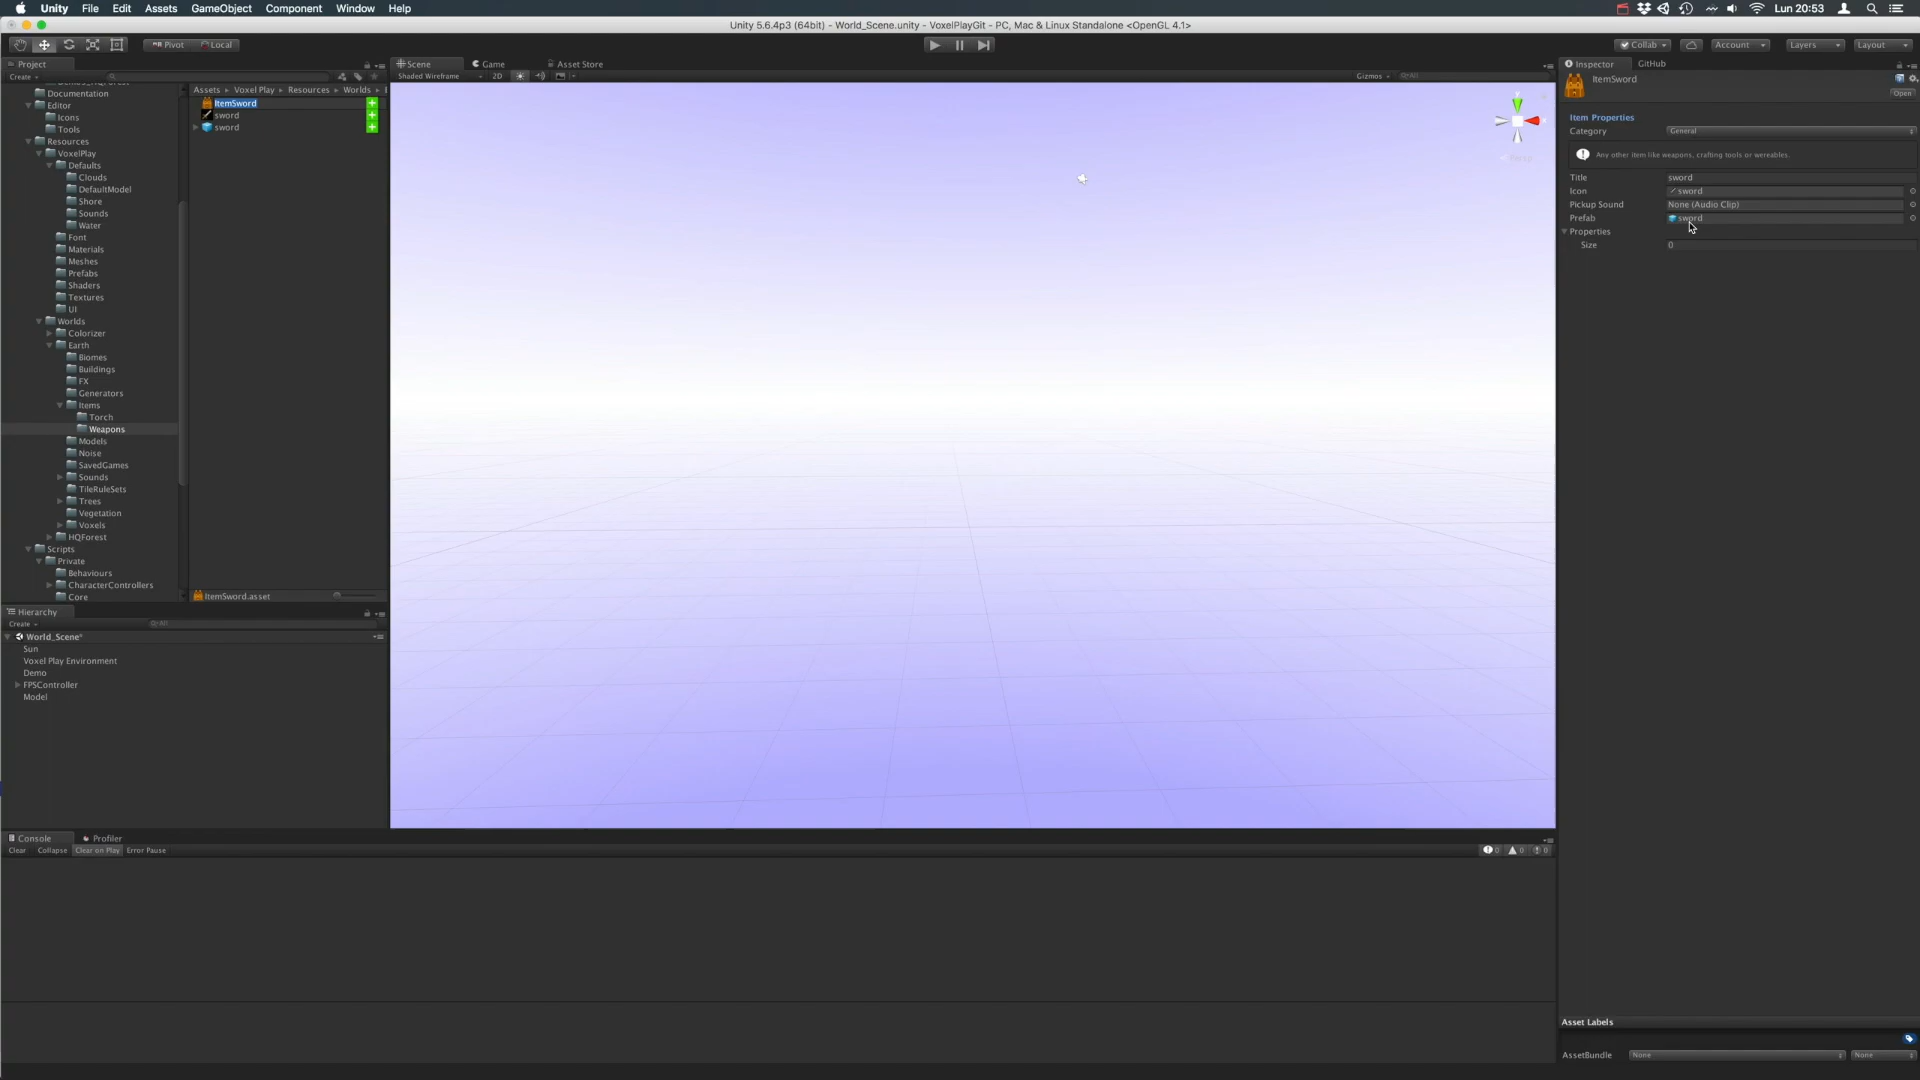 Unity File Edit Assets GameObject Component Window Help
Lun 20:53
Unity 5.6.4p3 (64bit) - World_Scene.unity - VoxelPlayGit - PC, Mac & Linux Standalone <OpenGL 4.1>
Pivot Local
Collab Account Layers Layout
Project
Create
Documentation
Editor
Icons
Tools
Resources
VoxelPlay
Defaults
Clouds
DefaultModel
Shore
Sounds
Water
Font
Materials
Meshes
Prefabs
Shaders
Textures
UI
Worlds
Colorizer
Earth
Biomes
Buildings
FX
Generators
Items
Torch
Weapons
Models
Noise
SavedGames
Sounds
TileRuleSets
Trees
Vegetation
Voxels
HQForest
Scripts
Private
Behaviours
CharacterControllers
Core
Assets Voxel Play Resources Worlds
ItemSword
sword
sword
ItemSword.asset
Scene Game Asset Store
Shaded Wireframe 2D Gizmos All
y
x
Persp
Hierarchy
Create All
World_Scene*
Sun
Voxel Play Environment
Demo
FPSController
Model
Console Profiler
Clear Collapse Clear on Play Error Pause
0 0 0
Inspector GitHub
ItemSword
Open
Item Properties
Category General
Any other item like weapons, crafting tools or wereables.
Title sword
Icon sword
Pickup Sound None (Audio Clip)
Prefab sword
Properties
Size 0
Asset Labels
AssetBundle None None